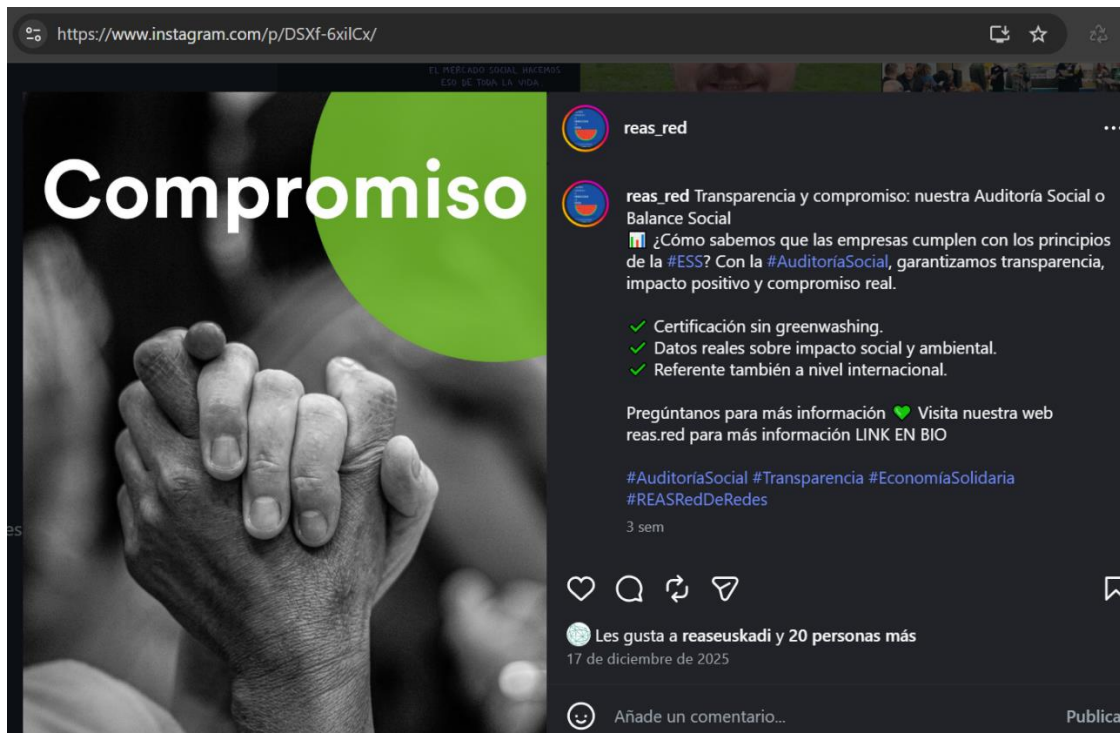 https://www.instagram.com/p/DSXf-6xilCx/
EL MERCADO SOCIAL HACEMOS
ESO DE TODA LA VIDA
Compromiso
reas_red
reas_red Transparencia y compromiso: nuestra Auditoría Social o
Balance Social
📊 ¿Cómo sabemos que las empresas cumplen con los principios
de la #ESS? Con la #AuditoríaSocial, garantizamos transparencia,
impacto positivo y compromiso real.
✓ Certificación sin greenwashing.
✓ Datos reales sobre impacto social y ambiental.
✓ Referente también a nivel internacional.
Pregúntanos para más información 💚 Visita nuestra web
reas.red para más información LINK EN BIO
#AuditoríaSocial #Transparencia #EconomíaSolidaria
#REASRedDeRedes
3 sem
es
Les gusta a reaseuskadi y 20 personas más
17 de diciembre de 2025
Añade un comentario...
Publica